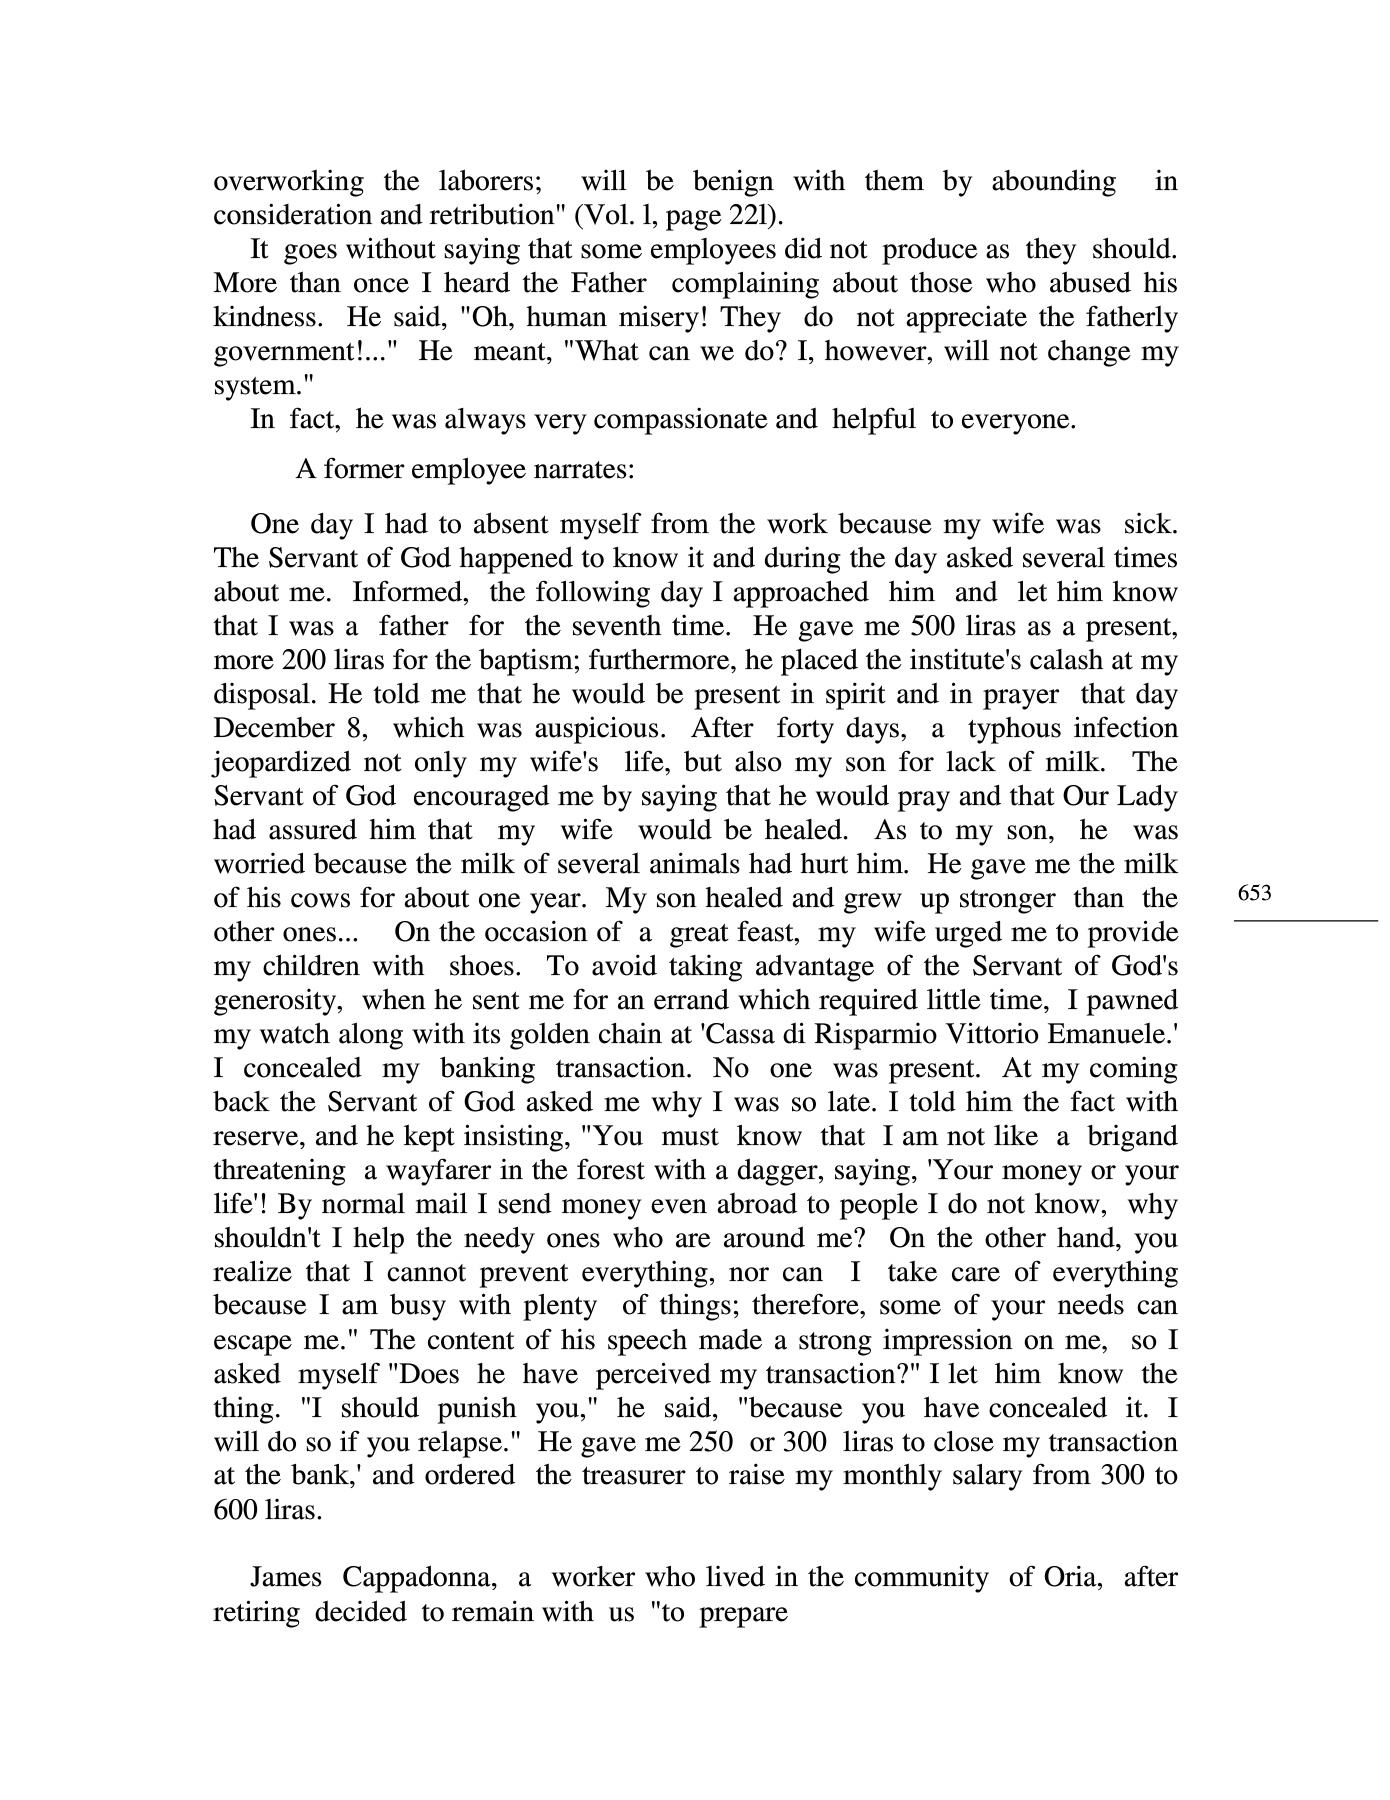 overworking the laborers; will be benign with them by abounding in
consideration and retribution" (Vol. l, page 22l).
It goes without saying that some employees did not produce as they should.
More than once I heard the Father complaining about those who abused his
kindness. He said, "Oh, human misery! They do not appreciate the fatherly
government!..." He meant, "What can we do? I, however, will not change my
system."
In fact, he was always very compassionate and helpful to everyone.
A former employee narrates:
One day I had to absent myself from the work because my wife was sick.
The Servant of God happened to know it and during the day asked several times
about me. Informed, the following day I approached him and let him know
that I was a father for the seventh time. He gave me 500 liras as a present,
more 200 liras for the baptism; furthermore, he placed the institute's calash at my
disposal. He told me that he would be present in spirit and in prayer that day
December 8, which was auspicious. After forty days, a typhous infection
jeopardized not only my wife's life, but also my son for lack of milk. The
Servant of God encouraged me by saying that he would pray and that Our Lady
had assured him that my wife would be healed. As to my son, he was
worried because the milk of several animals had hurt him. He gave me the milk
of his cows for about one year. My son healed and grew up stronger than the
other ones... On the occasion of a great feast, my wife urged me to provide
my children with shoes. To avoid taking advantage of the Servant of God's
generosity, when he sent me for an errand which required little time, I pawned
my watch along with its golden chain at 'Cassa di Risparmio Vittorio Emanuele.'
I concealed my banking transaction. No one was present. At my coming
back the Servant of God asked me why I was so late. I told him the fact with
reserve, and he kept insisting, "You must know that I am not like a brigand
threatening a wayfarer in the forest with a dagger, saying, 'Your money or your
life'! By normal mail I send money even abroad to people I do not know, why
shouldn't I help the needy ones who are around me? On the other hand, you
realize that I cannot prevent everything, nor can I take care of everything
because I am busy with plenty of things; therefore, some of your needs can
escape me." The content of his speech made a strong impression on me, so I
asked myself "Does he have perceived my transaction?" I let him know the
thing. "I should punish you," he said, "because you have concealed it. I
will do so if you relapse." He gave me 250 or 300 liras to close my transaction
at the bank,' and ordered the treasurer to raise my monthly salary from 300 to
600 liras.
James Cappadonna, a worker who lived in the community of Oria, after
retiring decided to remain with us "to prepare
653